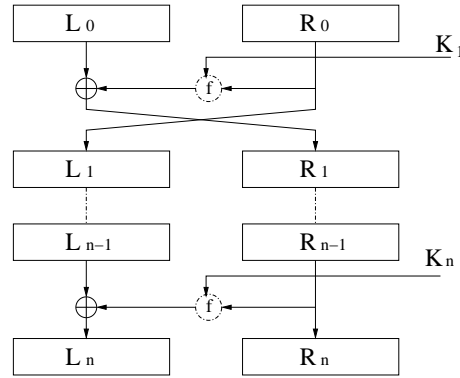 L 0 R 0
K 1
f
L 1 R 1
L n–1 R n–1
K n
f
L n R n